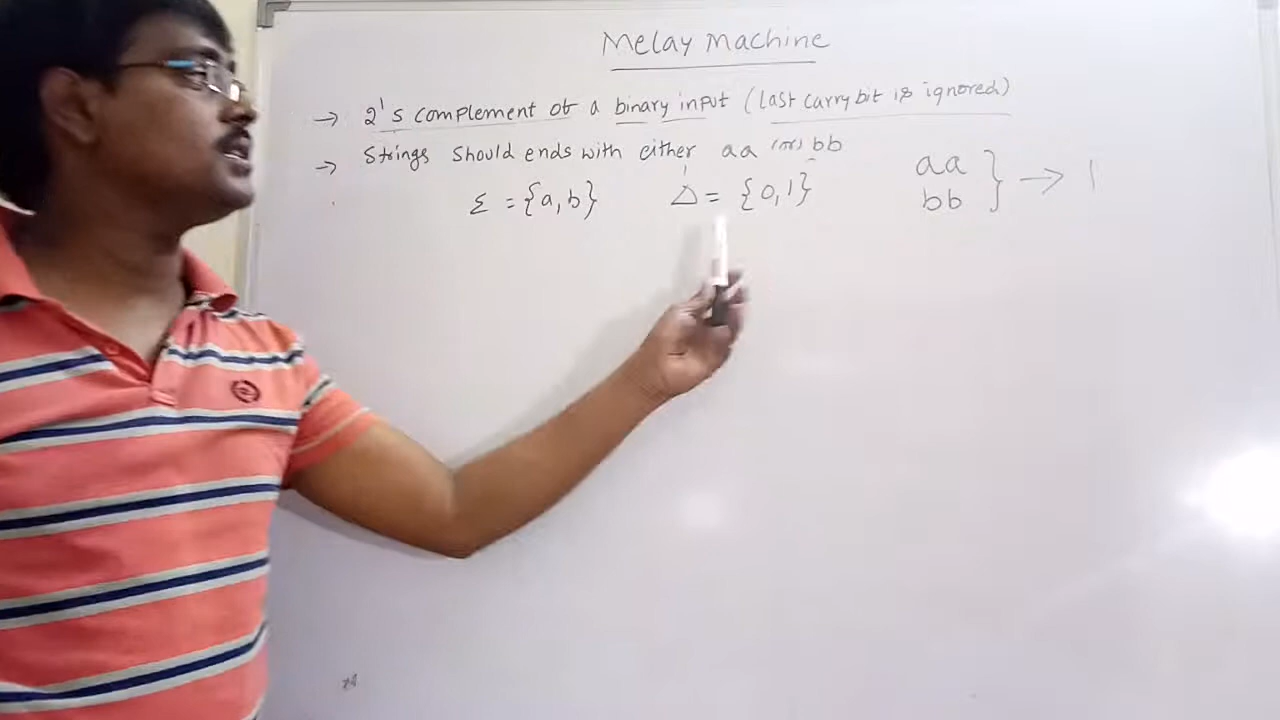 Melay Machine
→ 2's complement of a binary input (last carry bit is ignored)
→ Strings should ends with either aa (or) bb
Σ = {a, b} Δ = {0, 1} aa bb } → 1